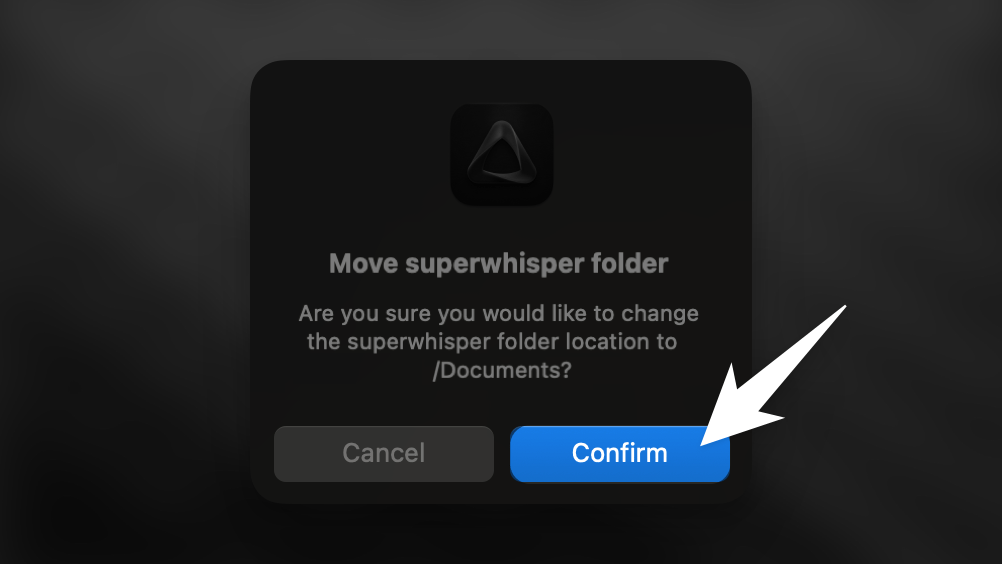 Move superwhisper folder
Are you sure you would like to change
the superwhisper folder location to
/Documents?
Cancel
Confirm